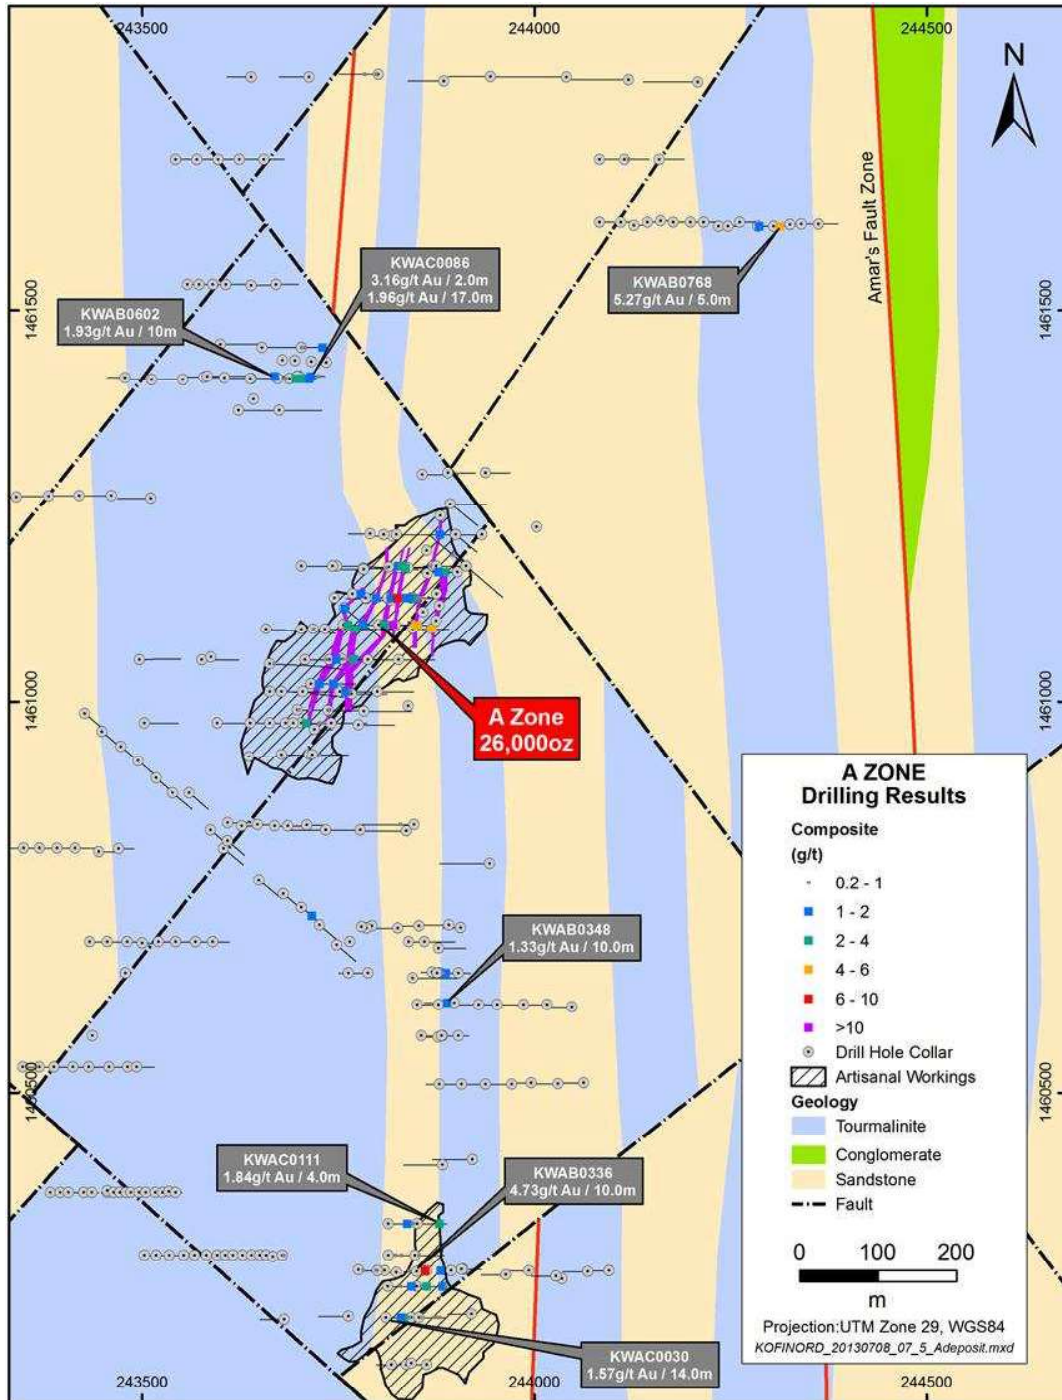 243500
244000
244500
N
Amar's Fault Zone
KWAC0086
3.16g/t Au / 2.0m
1.96g/t Au / 17.0m
KWAB0768
5.27g/t Au / 5.0m
KWAB0602
1.93g/t Au / 10m
1461500
1461500
A Zone
26,000oz
1461000
1461000
A ZONE
Drilling Results
Composite
(g/t)
0.2 - 1
1 - 2
2 - 4
4 - 6
6 - 10
>10
Drill Hole Collar
Artisanal Workings
Geology
Tourmalinite
Conglomerate
Sandstone
Fault
0 100 200
m
Projection:UTM Zone 29, WGS84
KOFINORD_20130708_07_5_Adeposit.mxd
KWAB0348
1.33g/t Au / 10.0m
1460500
1460500
KWAC0111
1.84g/t Au / 4.0m
KWAB0336
4.73g/t Au / 10.0m
KWAC0030
1.57g/t Au / 14.0m
243500
244000
244500